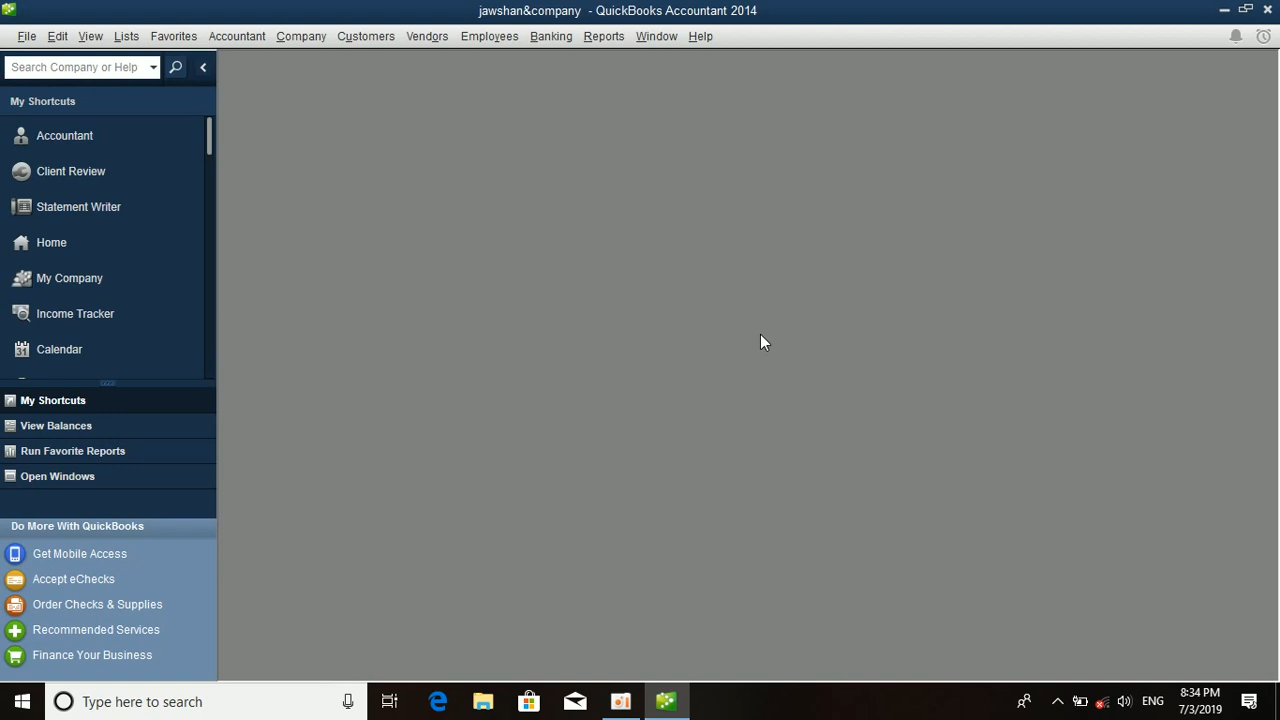 jawshan&company - QuickBooks Accountant 2014
File Edit View Lists Favorites Accountant Company Customers Vendors Employees Banking Reports Window Help
Search Company or Help
My Shortcuts
Accountant
Client Review
Statement Writer
Home
My Company
Income Tracker
31 Calendar
My Shortcuts
View Balances
Run Favorite Reports
Open Windows
Do More With QuickBooks
Get Mobile Access
Accept eChecks
Order Checks & Supplies
Recommended Services
Finance Your Business
Type here to search
ENG
8:34 PM
7/3/2019